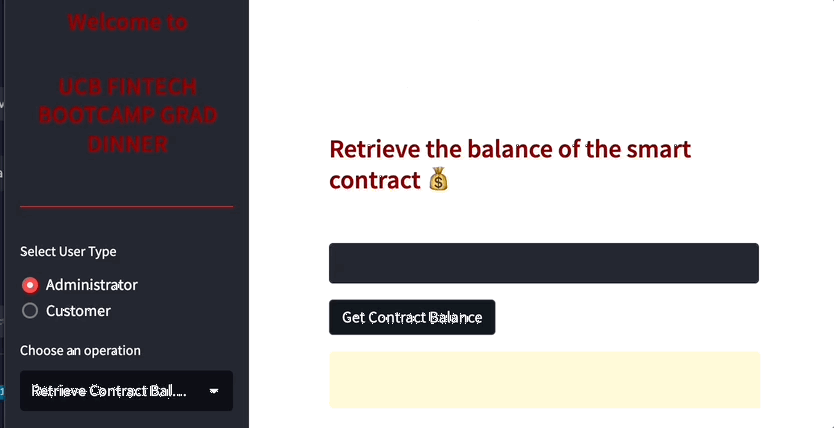 Welcome to
UCB FINTECH
BOOTCAMP GRAD
DINNER
Select User Type
Administrator
Customer
Choose an operation
Retrieve Contract Bal....
Retrieve the balance of the smart
contract 💰
Get Contract Balance